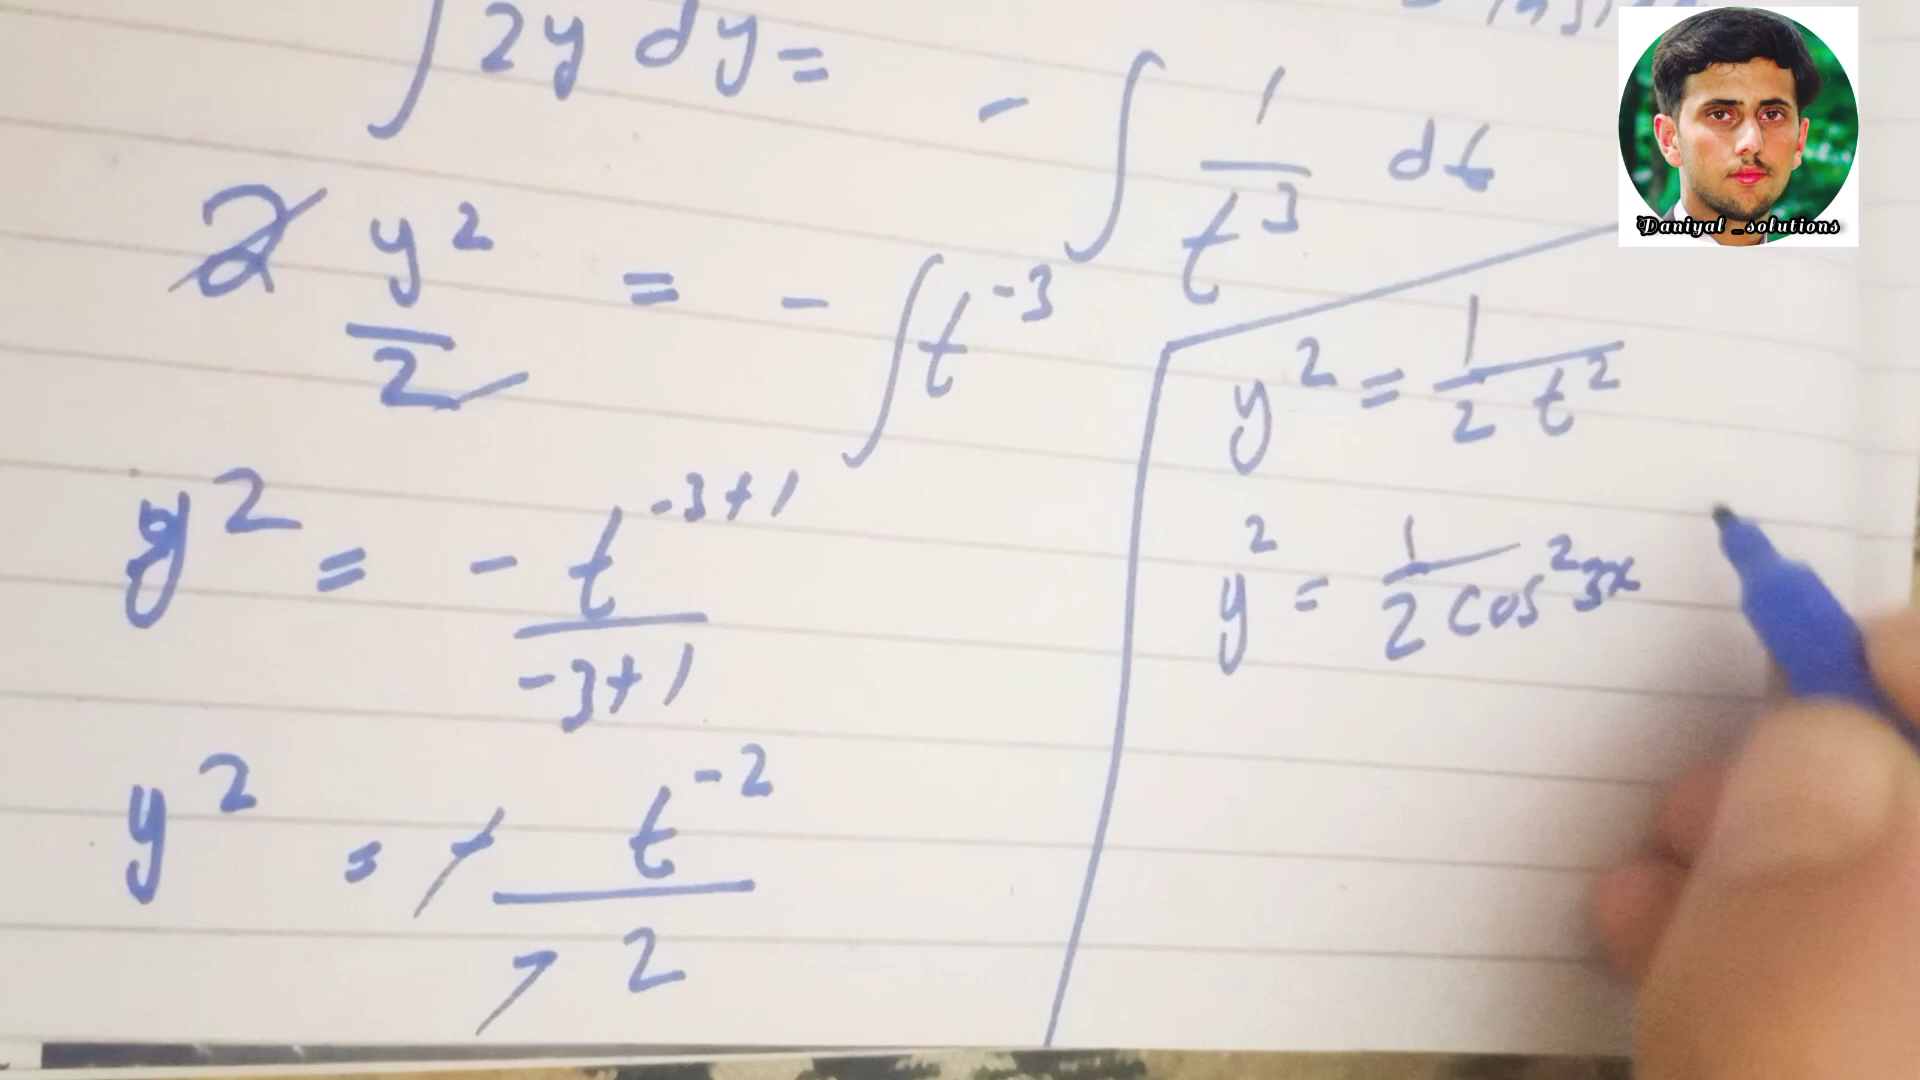 ∫ 2y dy = - ∫ 1/t³ dt
2 y²/2 = - ∫ t⁻³
y² = - t⁻³⁺¹/-3+1
y² = - t⁻²/-2
y² = 1/2t²
y² = 1/2cos²3x
Daniyal _solutions